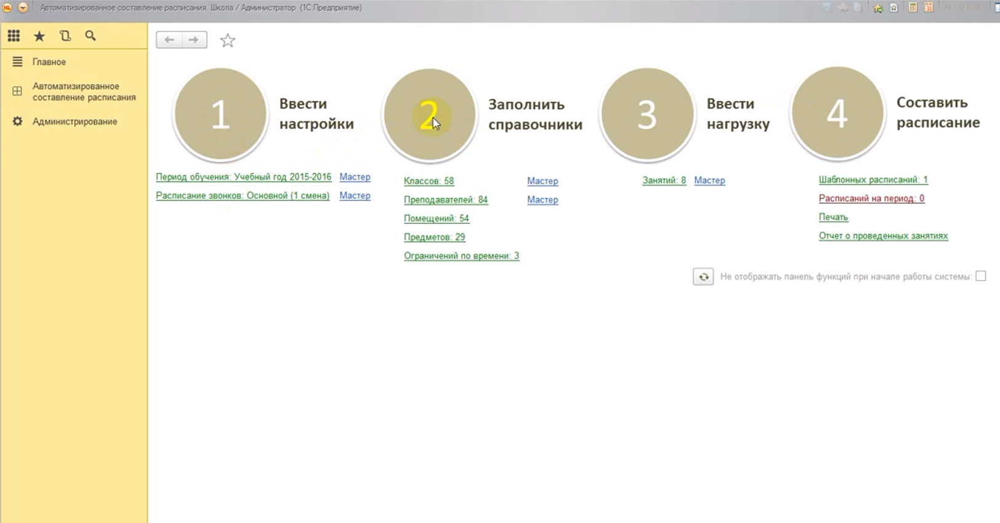 Автоматизированное составление расписания. Школа / Администратор (1С:Предприятие)
Главное
Автоматизированное
составление расписания
Администрирование
1
Ввести
настройки
Период обучения: Учебный год 2015-2016 Мастер
Расписание звонков: Основной (1 смена) Мастер
2
Заполнить
справочники
Классов: 58 Мастер
Преподавателей: 84 Мастер
Помещений: 54
Предметов: 29
Ограничений по времени: 3
3
Ввести
нагрузку
Занятий: 8 Мастер
4
Составить
расписание
Шаблонных расписаний: 1
Расписаний на период: 0
Печать
Отчет о проведенных занятиях
Не отображать панель функций при начале работы системы: